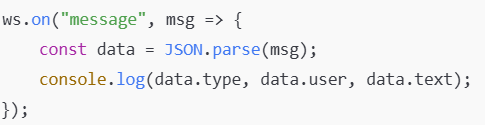 ws.on("message", msg => {
    const data = JSON.parse(msg);
    console.log(data.type, data.user, data.text);
});